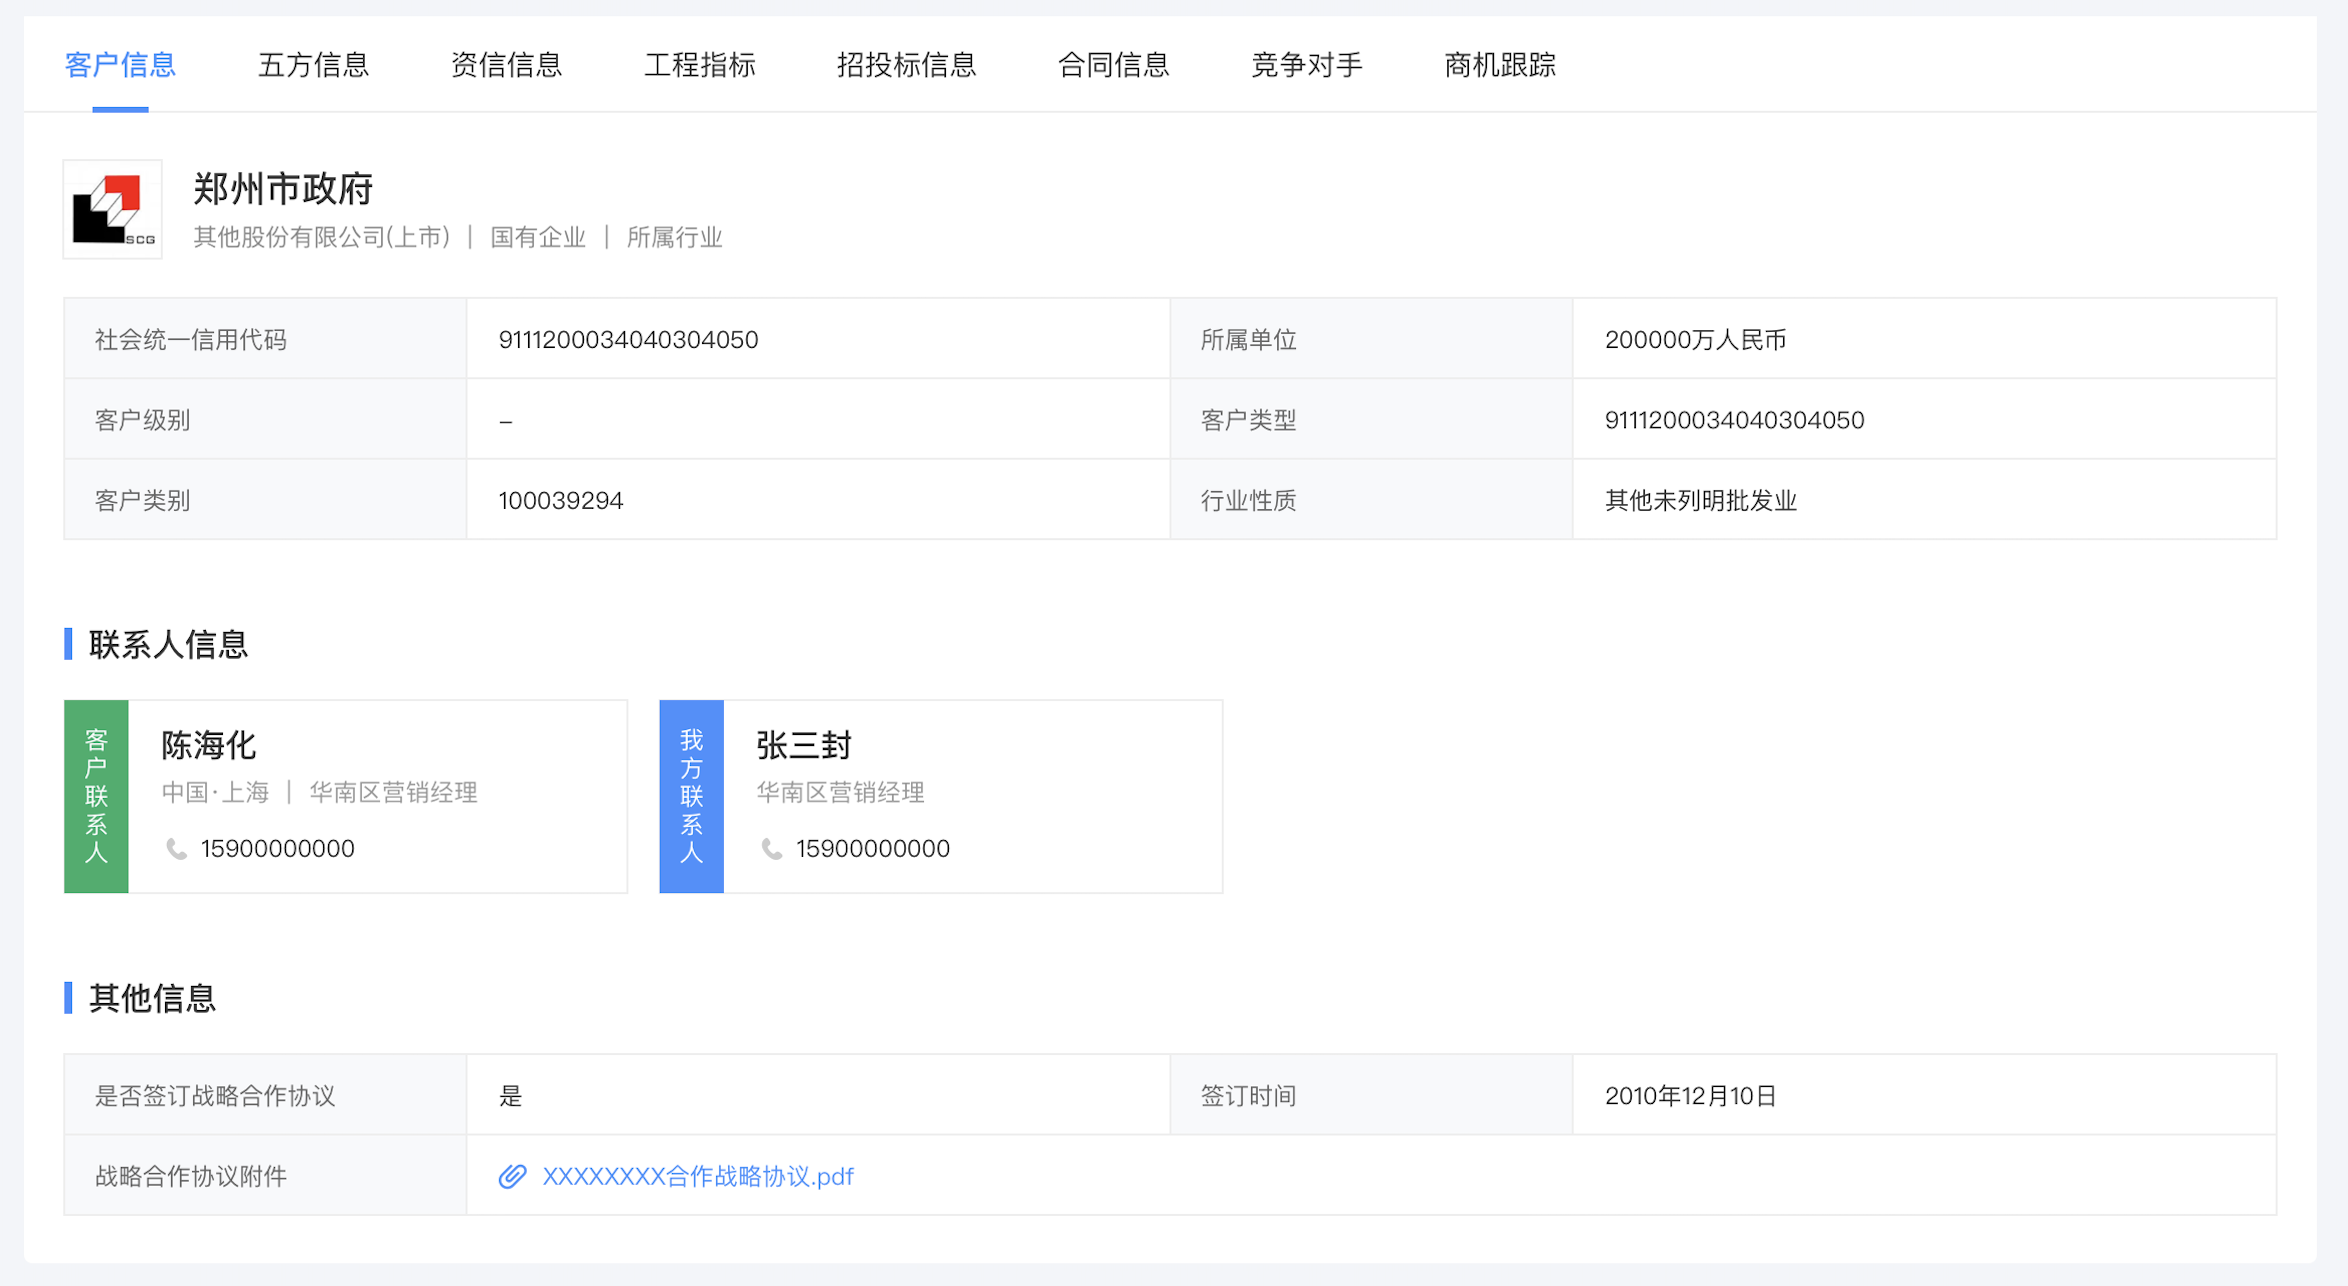 客户信息 五方信息 资信信息 工程指标 招投标信息 合同信息 竞争对手 商机跟踪
SCG
郑州市政府
其他股份有限公司(上市) | 国有企业 | 所属行业
社会统一信用代码 9111200034040304050 所属单位 200000万人民币
客户级别 – 客户类型 9111200034040304050
客户类别 100039294 行业性质 其他未列明批发业
联系人信息
客户联系人
陈海化
中国·上海 | 华南区营销经理
15900000000
我方联系人
张三封
华南区营销经理
15900000000
其他信息
是否签订战略合作协议 是 签订时间 2010年12月10日
战略合作协议附件 XXXXXXXX合作战略协议.pdf